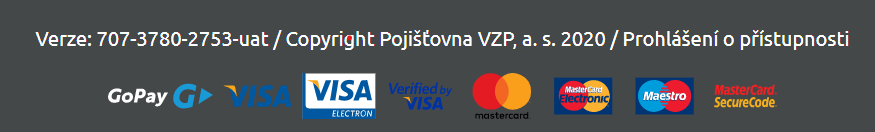 Verze: 707-3780-2753-uat / Copyright Pojišťovna VZP, a. s. 2020 / Prohlášení o přístupnosti
GoPay G VISA VISA ELECTRON Verified by VISA mastercard. MasterCard Electronic Maestro MasterCard. SecureCode.